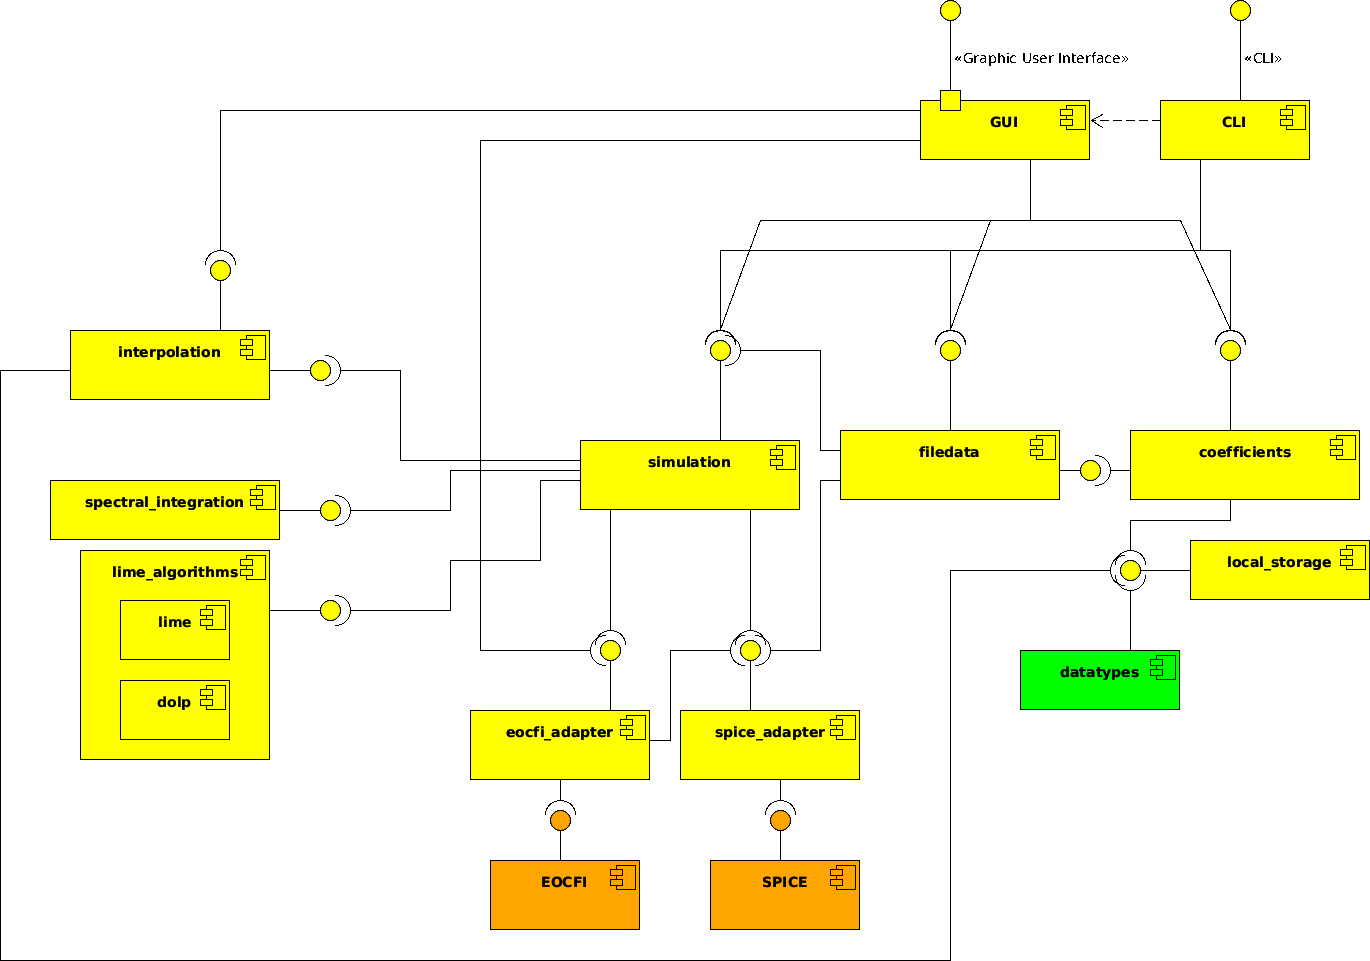 «Graphic User Interface»
«CLI»
GUI
CLI
interpolation
simulation
filedata
coefficients
spectral_integration
lime_algorithms
lime
dolp
local_storage
datatypes
eocfi_adapter
spice_adapter
EOCFI
SPICE